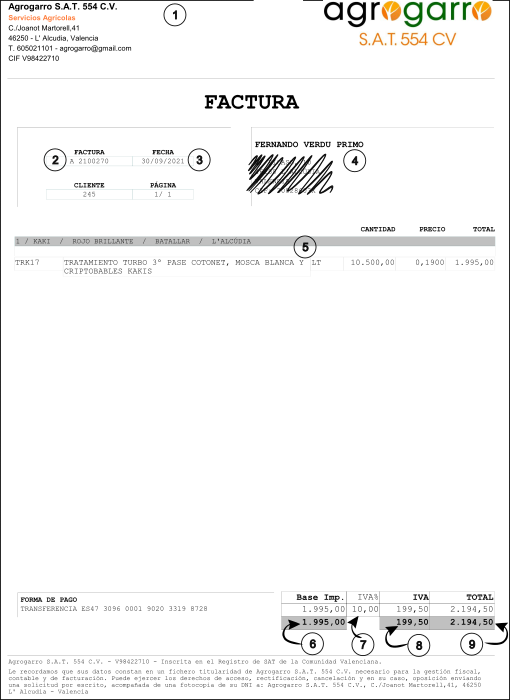 Agrogarro S.A.T. 554 C.V.
Servicios Agrícolas
C./Joanot Martorell,41
46250 - L' Alcudia, Valencia
T. 605021101 - agrogarro@gmail.com
CIF V98422710
1
agrogarro
S.A.T. 554 CV
FACTURA
FERNANDO VERDU PRIMO
4
FACTURA FECHA
2 A 2100270 30/09/2021 3
CLIENTE PÁGINA
245 1/ 1
CANTIDAD PRECIO TOTAL
1 / KAKI / ROJO BRILLANTE / BATALLAR / L'ALCÚDIA 5
TRK17 TRATAMIENTO TURBO 3º PASE COTONET, MOSCA BLANCA Y LT 10.500,00 0,1900 1.995,00
CRIPTOBABLES KAKIS
FORMA DE PAGO
TRANSFERENCIA ES47 3096 0001 9020 3319 8728
Base Imp. IVA% IVA TOTAL
1.995,00 10,00 199,50 2.194,50
1.995,00 199,50 2.194,50
6 7 8 9
Agrogarro S.A.T. 554 C.V. - V98422710 - Inscrita en el Registro de SAT de la Comunidad Valenciana.
Le recordamos que sus datos constan en un fichero titularidad de Agrogarro S.A.T. 554 C.V. necesario para la gestión fiscal,
contable y de facturación. Puede ejercer los derechos de acceso, rectificación, cancelación y en su caso, oposición enviando
una solicitud por escrito, acompañada de una fotocopia de su DNI a: Agrogarro S.A.T. 554 C.V., C./Joanot Martorell,41, 46250
L' Alcudia - Valencia